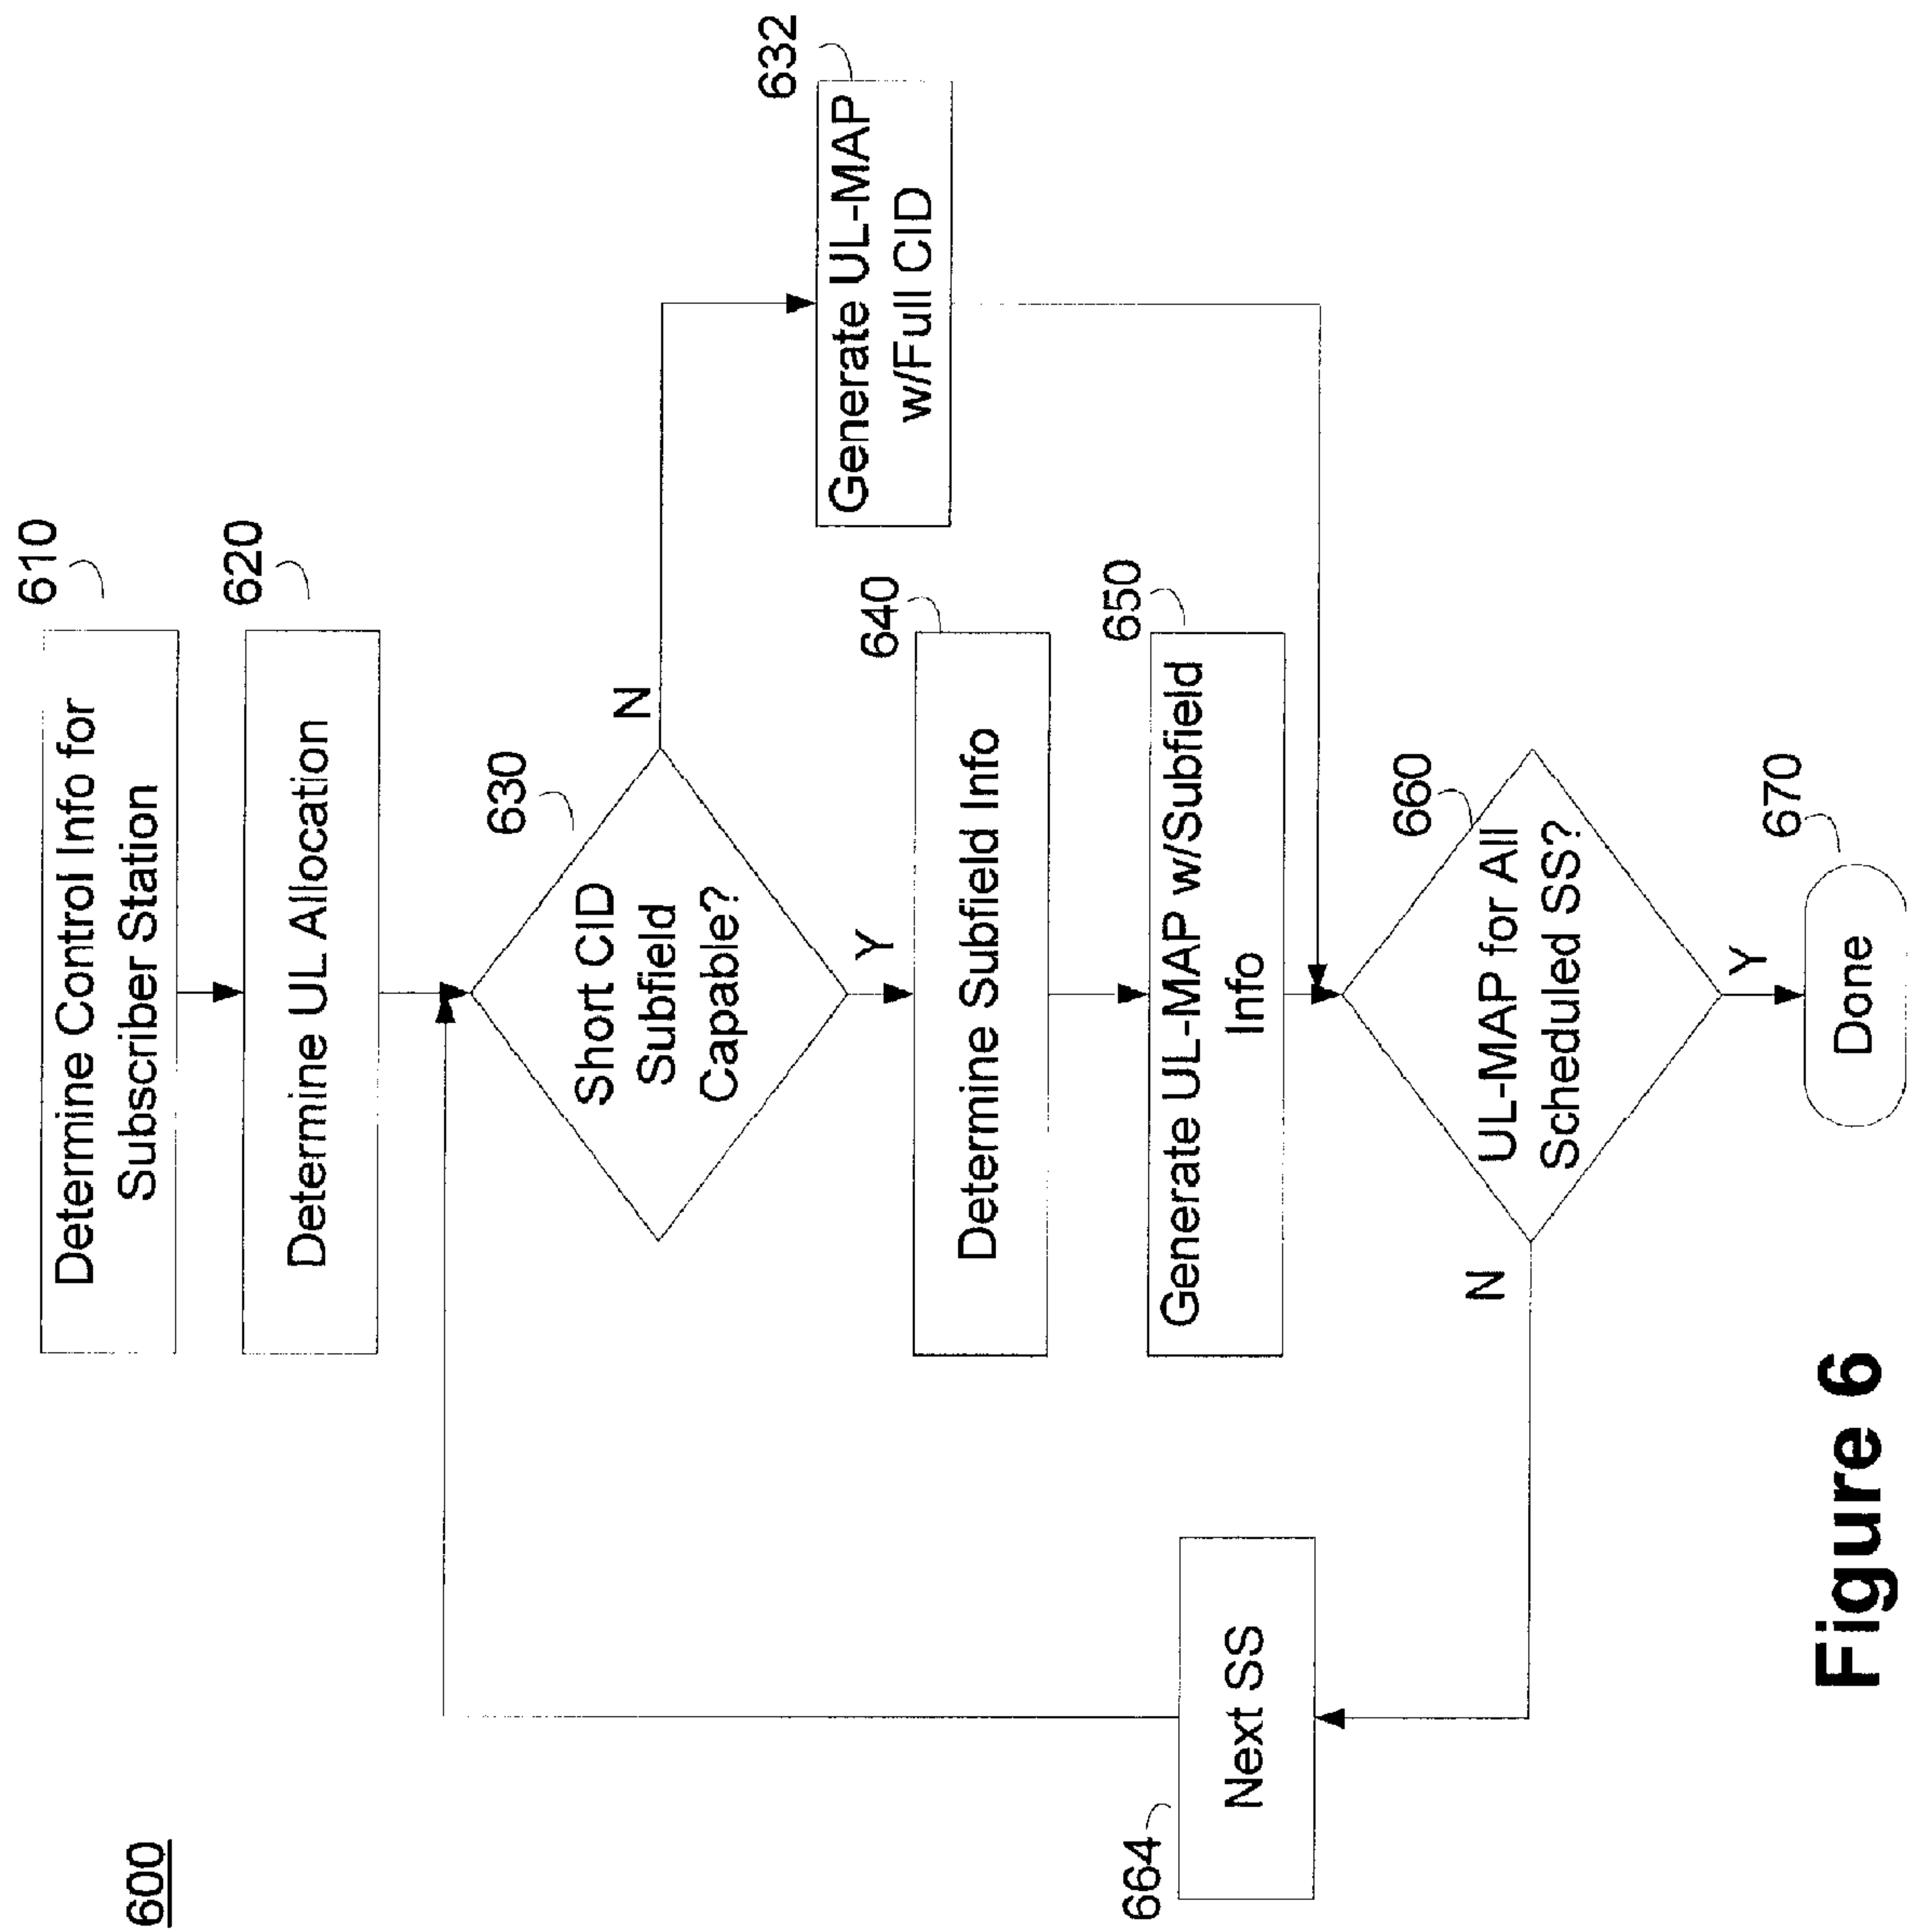 600
610
Determine Control Info for
Subscriber Station
620
Determine UL Allocation
630
Short CID
Subfield
Capable?
N
632
Generate UL-MAP
w/Full CID
Y
640
Determine Subfield Info
650
Generate UL-MAP w/Subfield
Info
660
UL-MAP for All
Scheduled SS?
N
664
Next SS
Y
670
Done
Figure 6